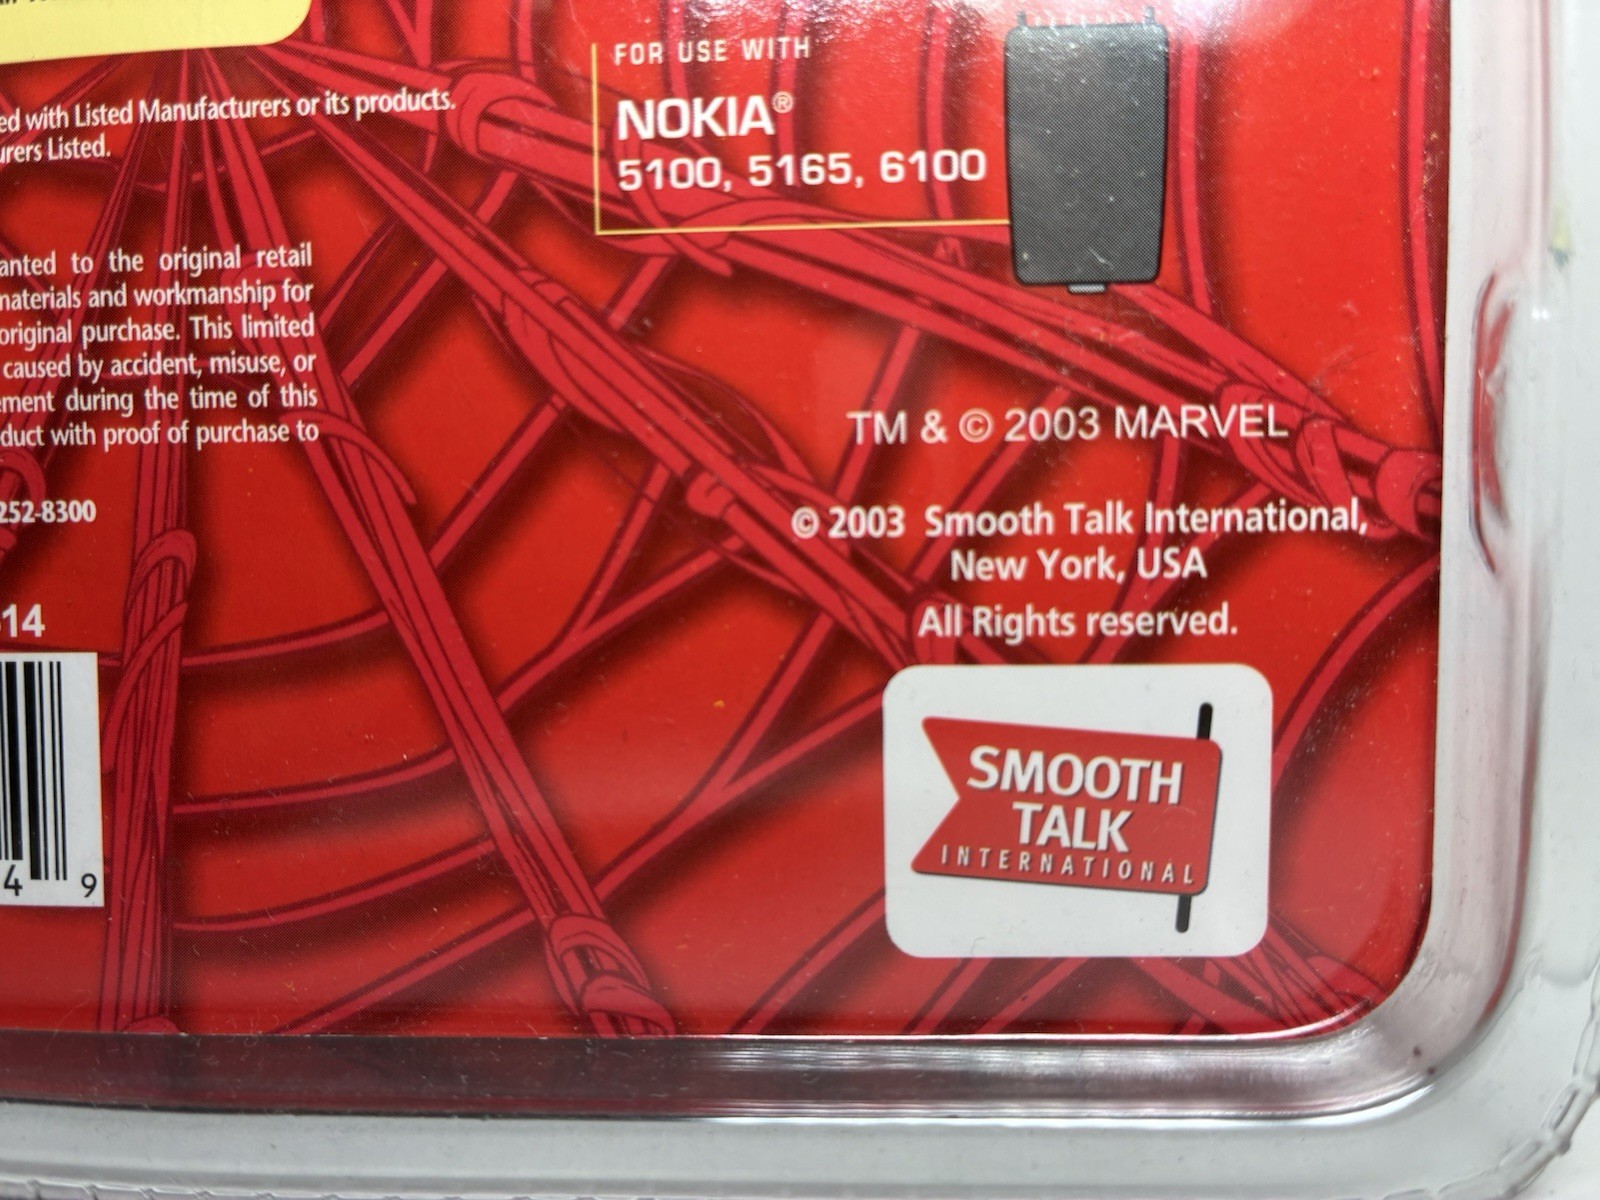 ed with Listed Manufacturers or its products.
urers Listed.
anted to the original retail
materials and workmanship for
original purchase. This limited
caused by accident, misuse, or
ement during the time of this
duct with proof of purchase to
252-8300
14
4 9
FOR USE WITH
NOKIA®
5100, 5165, 6100
TM & © 2003 MARVEL
© 2003 Smooth Talk International,
New York, USA
All Rights reserved.
SMOOTH
TALK
INTERNATIONAL